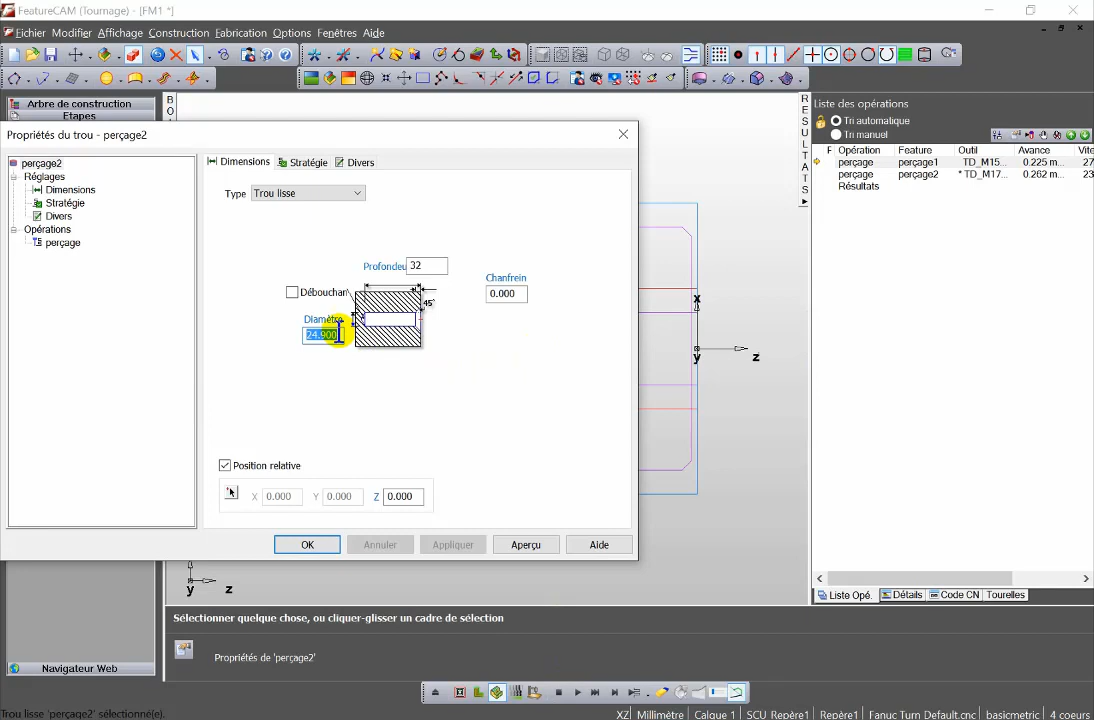 FeatureCAM (Tournage) - [FM1 *]
Fichier Modifier Affichage Construction Fabrication Options Fenêtres Aide
Arbre de construction
Etapes
B
O
RESULTATS
Liste des opérations
Tri automatique
Tri manuel
F Opération Feature Outil Avance Vite
perçage perçage1 TD_M15... 0.225 m... 27
perçage perçage2 * TD_M17... 0.262 m... 23
Résultats
Propriétés du trou - perçage2
perçage2
Réglages
Dimensions
Stratégie
Divers
Opérations
perçage
Dimensions Stratégie Divers
Type Trou lisse
Profondeu 32
Chanfrein
0.000
Débouchan
45°
Diamètre
24.900
Position relative
X 0.000 Y 0.000 Z 0.000
OK Annuler Appliquer Aperçu Aide
x
y
z
y
z
Liste Opé. Détails Code CN Tourelles
Sélectionner quelque chose, ou cliquer-glisser un cadre de sélection
Propriétés de 'perçage2'
Navigateur Web
Trou lisse 'perçage2' sélectionné(e).
XZ Millimètre Calque 1 SCU Repère1 Repère1 Fanuc Turn Default.cnc basicmetric 4 coeurs